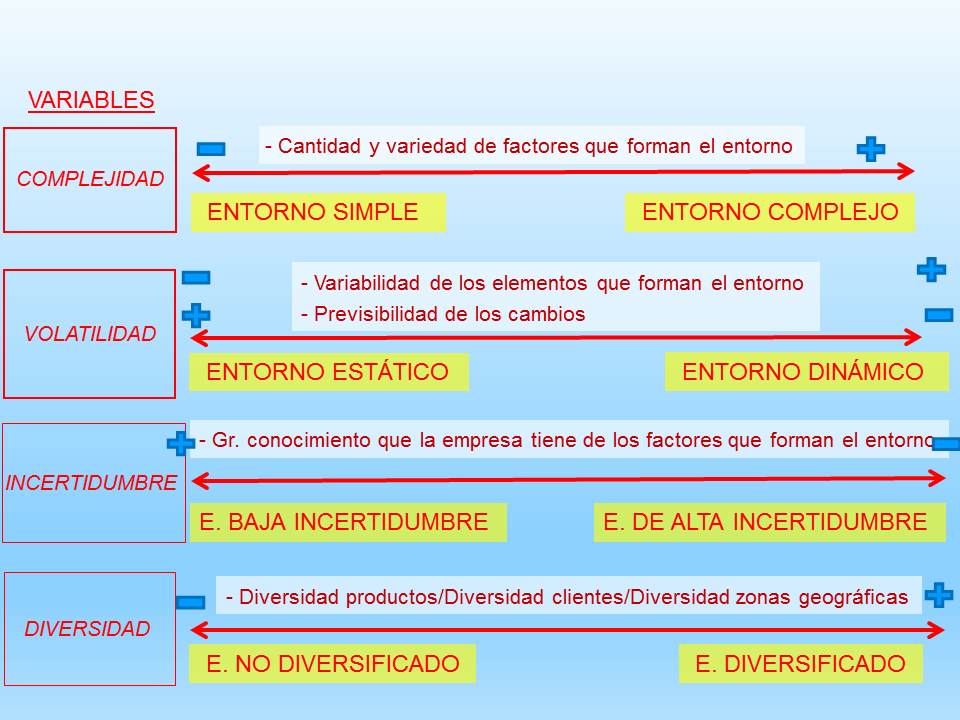 VARIABLES
COMPLEJIDAD
- Cantidad y variedad de factores que forman el entorno
ENTORNO SIMPLE
ENTORNO COMPLEJO
VOLATILIDAD
- Variabilidad de los elementos que forman el entorno
- Previsibilidad de los cambios
ENTORNO ESTÁTICO
ENTORNO DINÁMICO
INCERTIDUMBRE
- Gr. conocimiento que la empresa tiene de los factores que forman el entorno
E. BAJA INCERTIDUMBRE
E. DE ALTA INCERTIDUMBRE
DIVERSIDAD
- Diversidad productos/Diversidad clientes/Diversidad zonas geográficas
E. NO DIVERSIFICADO
E. DIVERSIFICADO